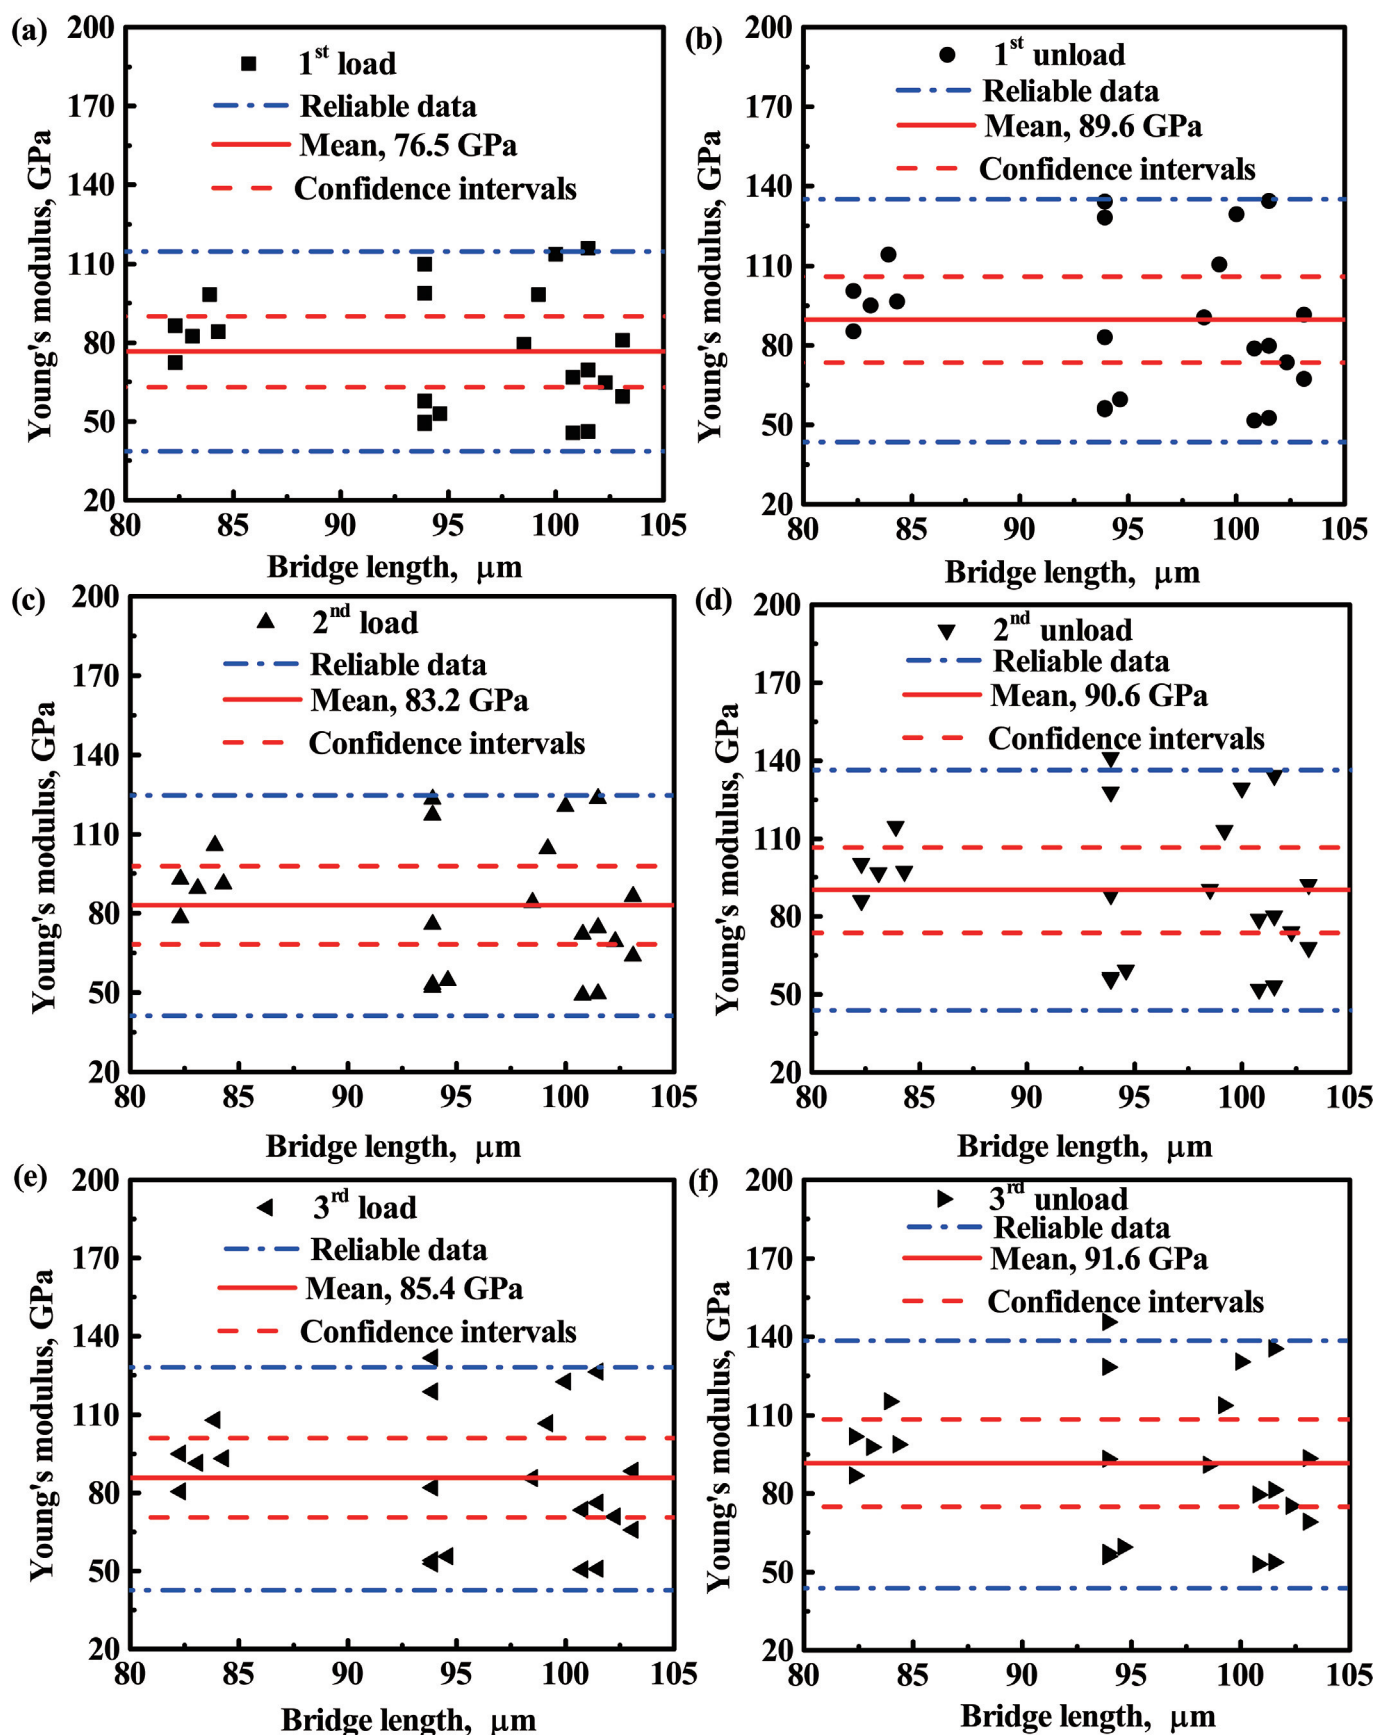 (a)
200
170
140
110
80
50
20
Young's modulus, GPa
1st load
Reliable data
Mean, 76.5 GPa
Confidence intervals
80 85 90 95 100 105
Bridge length, μm
(b)
200
170
140
110
80
50
20
Young's modulus, GPa
1st unload
Reliable data
Mean, 89.6 GPa
Confidence intervals
80 85 90 95 100 105
Bridge length, μm
(c)
200
170
140
110
80
50
20
Young's modulus, GPa
2nd load
Reliable data
Mean, 83.2 GPa
Confidence intervals
80 85 90 95 100 105
Bridge length, μm
(d)
200
170
140
110
80
50
20
Young's modulus, GPa
2nd unload
Reliable data
Mean, 90.6 GPa
Confidence intervals
80 85 90 95 100 105
Bridge length, μm
(e)
200
170
140
110
80
50
20
Young's modulus, GPa
3rd load
Reliable data
Mean, 85.4 GPa
Confidence intervals
80 85 90 95 100 105
Bridge length, μm
(f)
200
170
140
110
80
50
20
Young's modulus, GPa
3rd unload
Reliable data
Mean, 91.6 GPa
Confidence intervals
80 85 90 95 100 105
Bridge length, μm